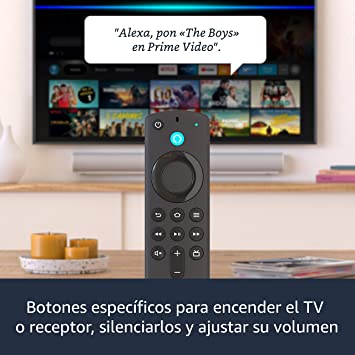 "Alexa, pon «The Boys»
en Prime Video".
Botones específicos para encender el TV
o receptor, silenciarlos y ajustar su volumen